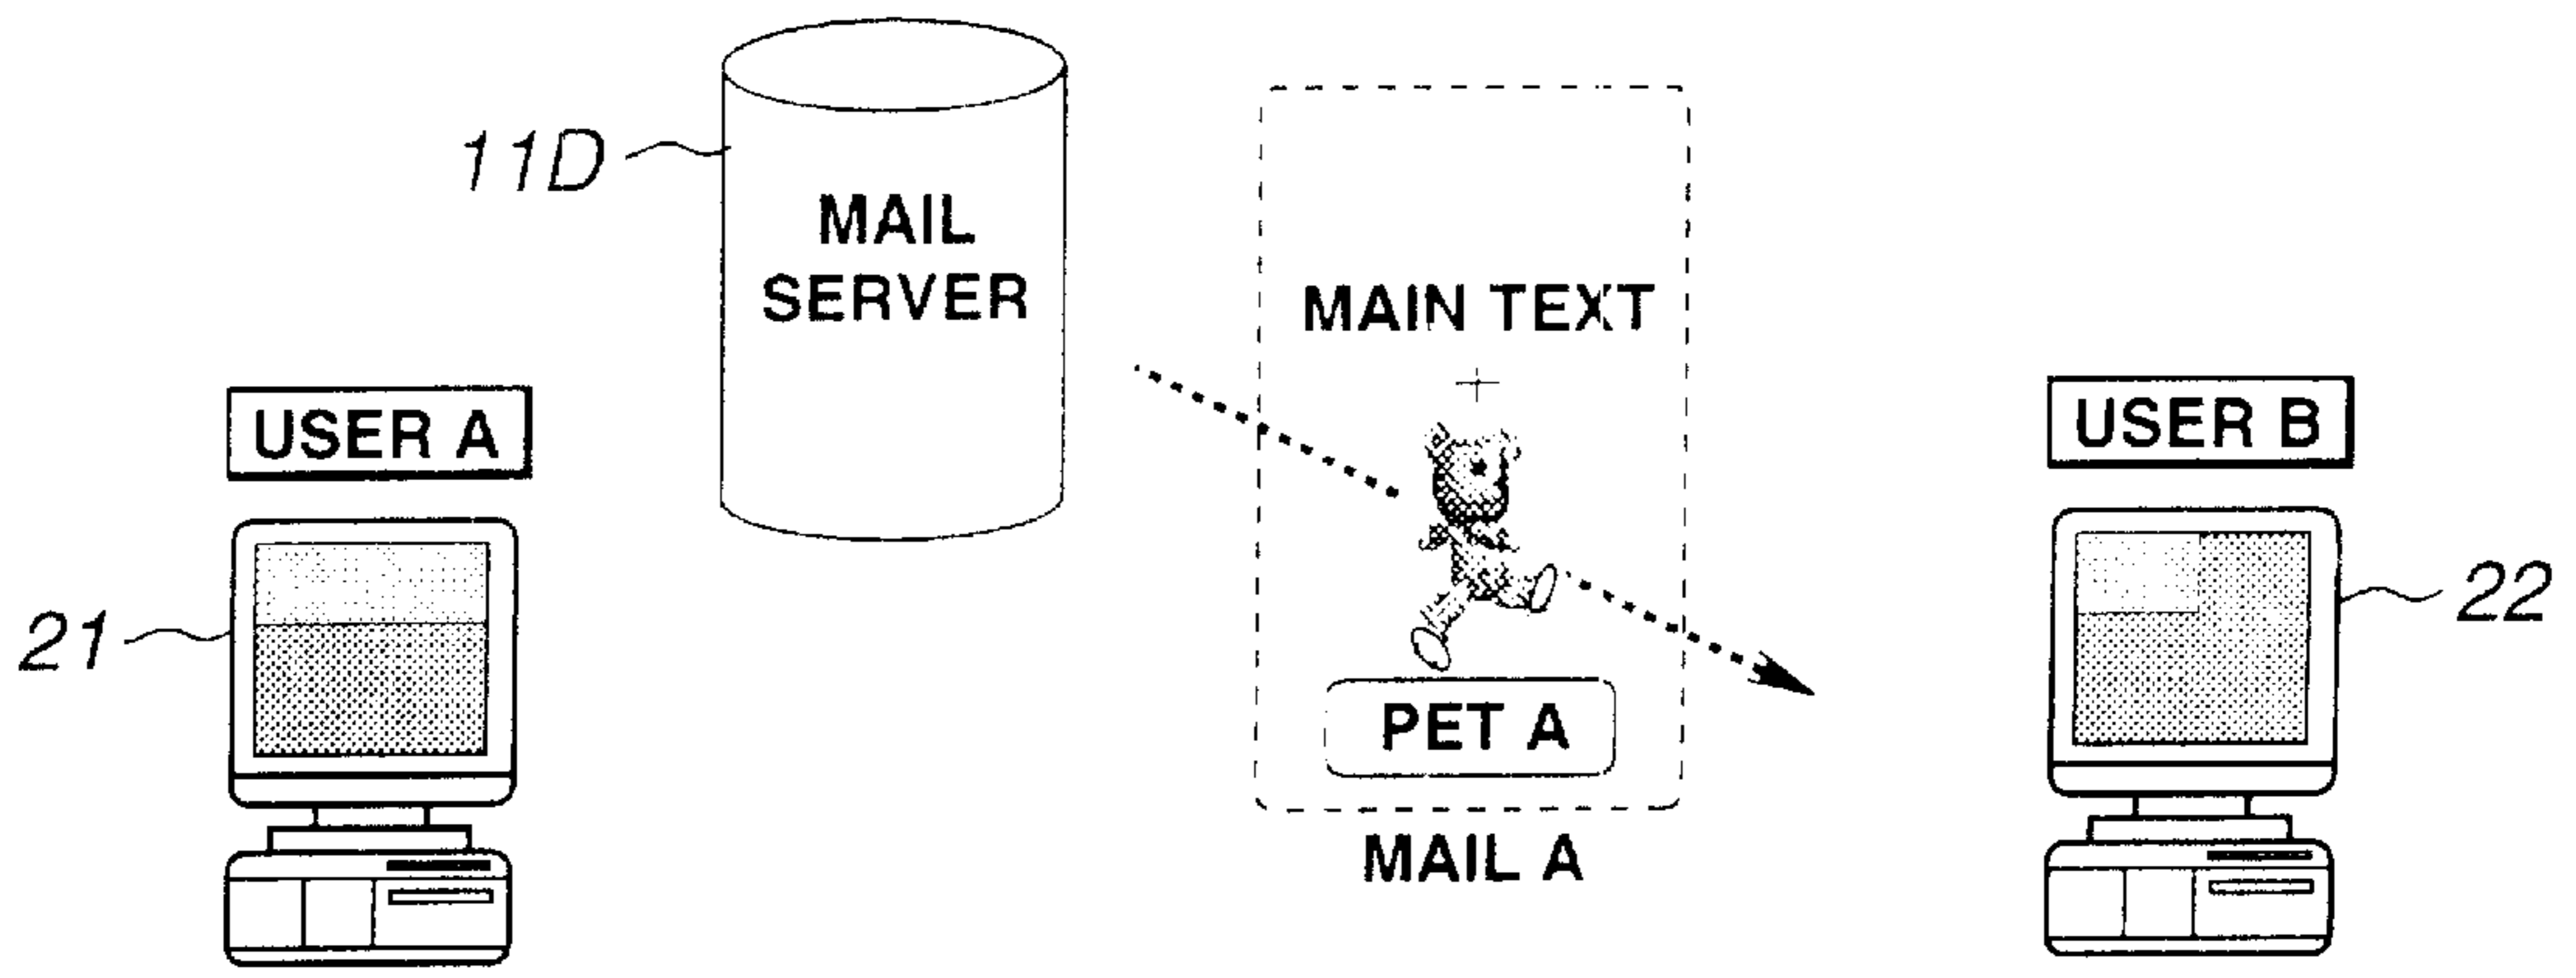 11D
MAIL
SERVER
MAIN TEXT
+
USER A
USER B
21
22
PET A
MAIL A